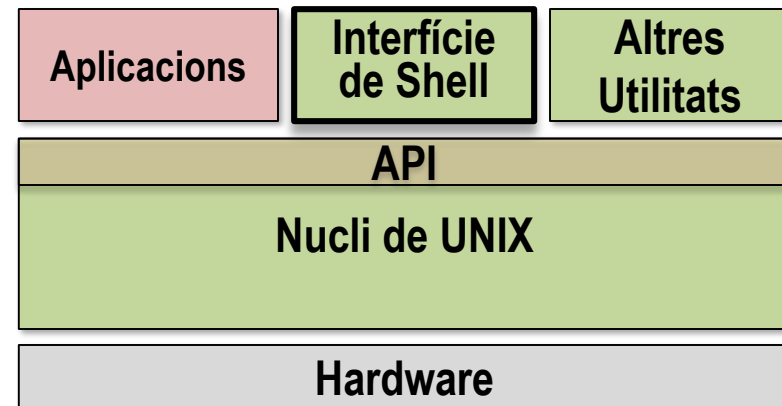 Aplicacions
Interfície
de Shell
Altres
Utilitats
API
Nucli de UNIX
Hardware